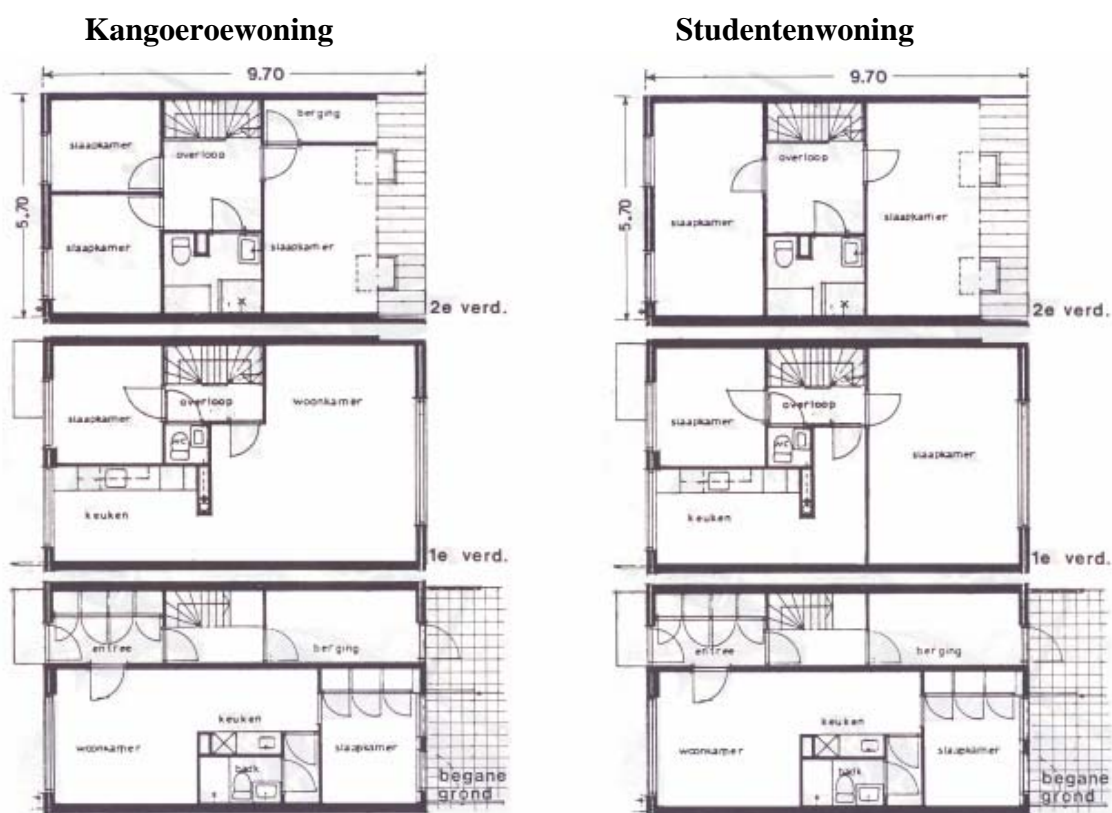 Kangoeroewoning
9.70
5.70
slaapkamer
overloop
berging
slaapkamer
slaapkamer
2e verd.
slaapkamer
overloop
woonkamer
wc
keuken
1e verd.
entree
berging
keuken
woonkamer
slaapkamer
bad
begane
grond
Studentenwoning
9.70
5.70
overloop
slaapkamer
slaapkamer
2e verd.
slaapkamer
overloop
wc
slaapkamer
keuken
1e verd.
entree
berging
keuken
woonkamer
slaapkamer
bad
begane
grond